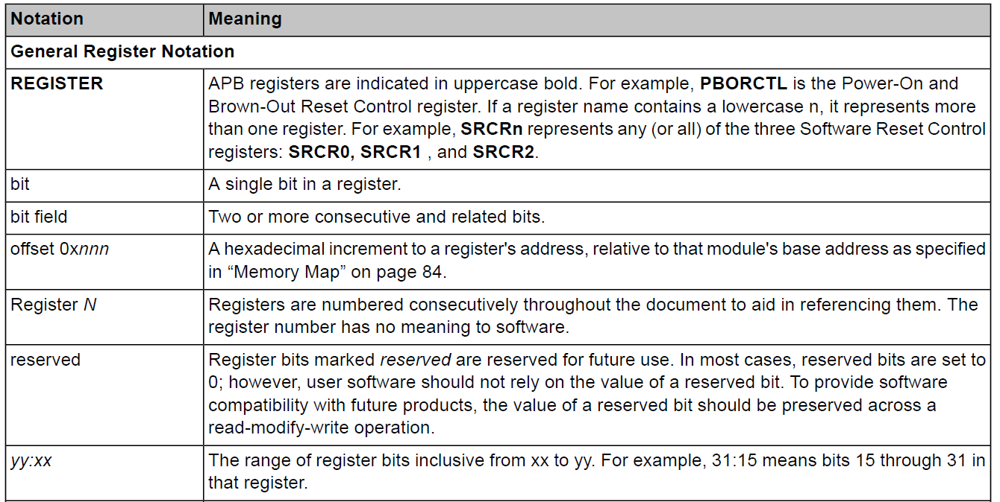 Notation Meaning
General Register Notation
REGISTER APB registers are indicated in uppercase bold. For example, PBORCTL is the Power-On and
Brown-Out Reset Control register. If a register name contains a lowercase n, it represents more
than one register. For example, SRCRn represents any (or all) of the three Software Reset Control
registers: SRCR0, SRCR1 , and SRCR2.
bit A single bit in a register.
bit field Two or more consecutive and related bits.
offset 0xnnn A hexadecimal increment to a register's address, relative to that module's base address as specified
in “Memory Map” on page 84.
Register N Registers are numbered consecutively throughout the document to aid in referencing them. The
register number has no meaning to software.
reserved Register bits marked reserved are reserved for future use. In most cases, reserved bits are set to
0; however, user software should not rely on the value of a reserved bit. To provide software
compatibility with future products, the value of a reserved bit should be preserved across a
read-modify-write operation.
yy:xx The range of register bits inclusive from xx to yy. For example, 31:15 means bits 15 through 31 in
that register.